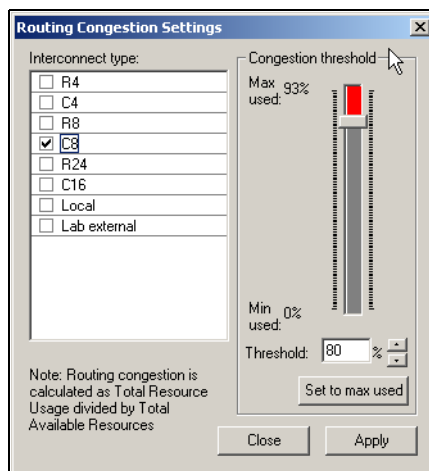 Routing Congestion Settings
Interconnect type:
R4
C4
R8
C8
R24
C16
Local
Lab external
Note: Routing congestion is
calculated as Total Resource
Usage divided by Total
Available Resources
Congestion threshold
Max
used:
93%
Min
used:
0%
Threshold:
80
%
Set to max used
Close
Apply